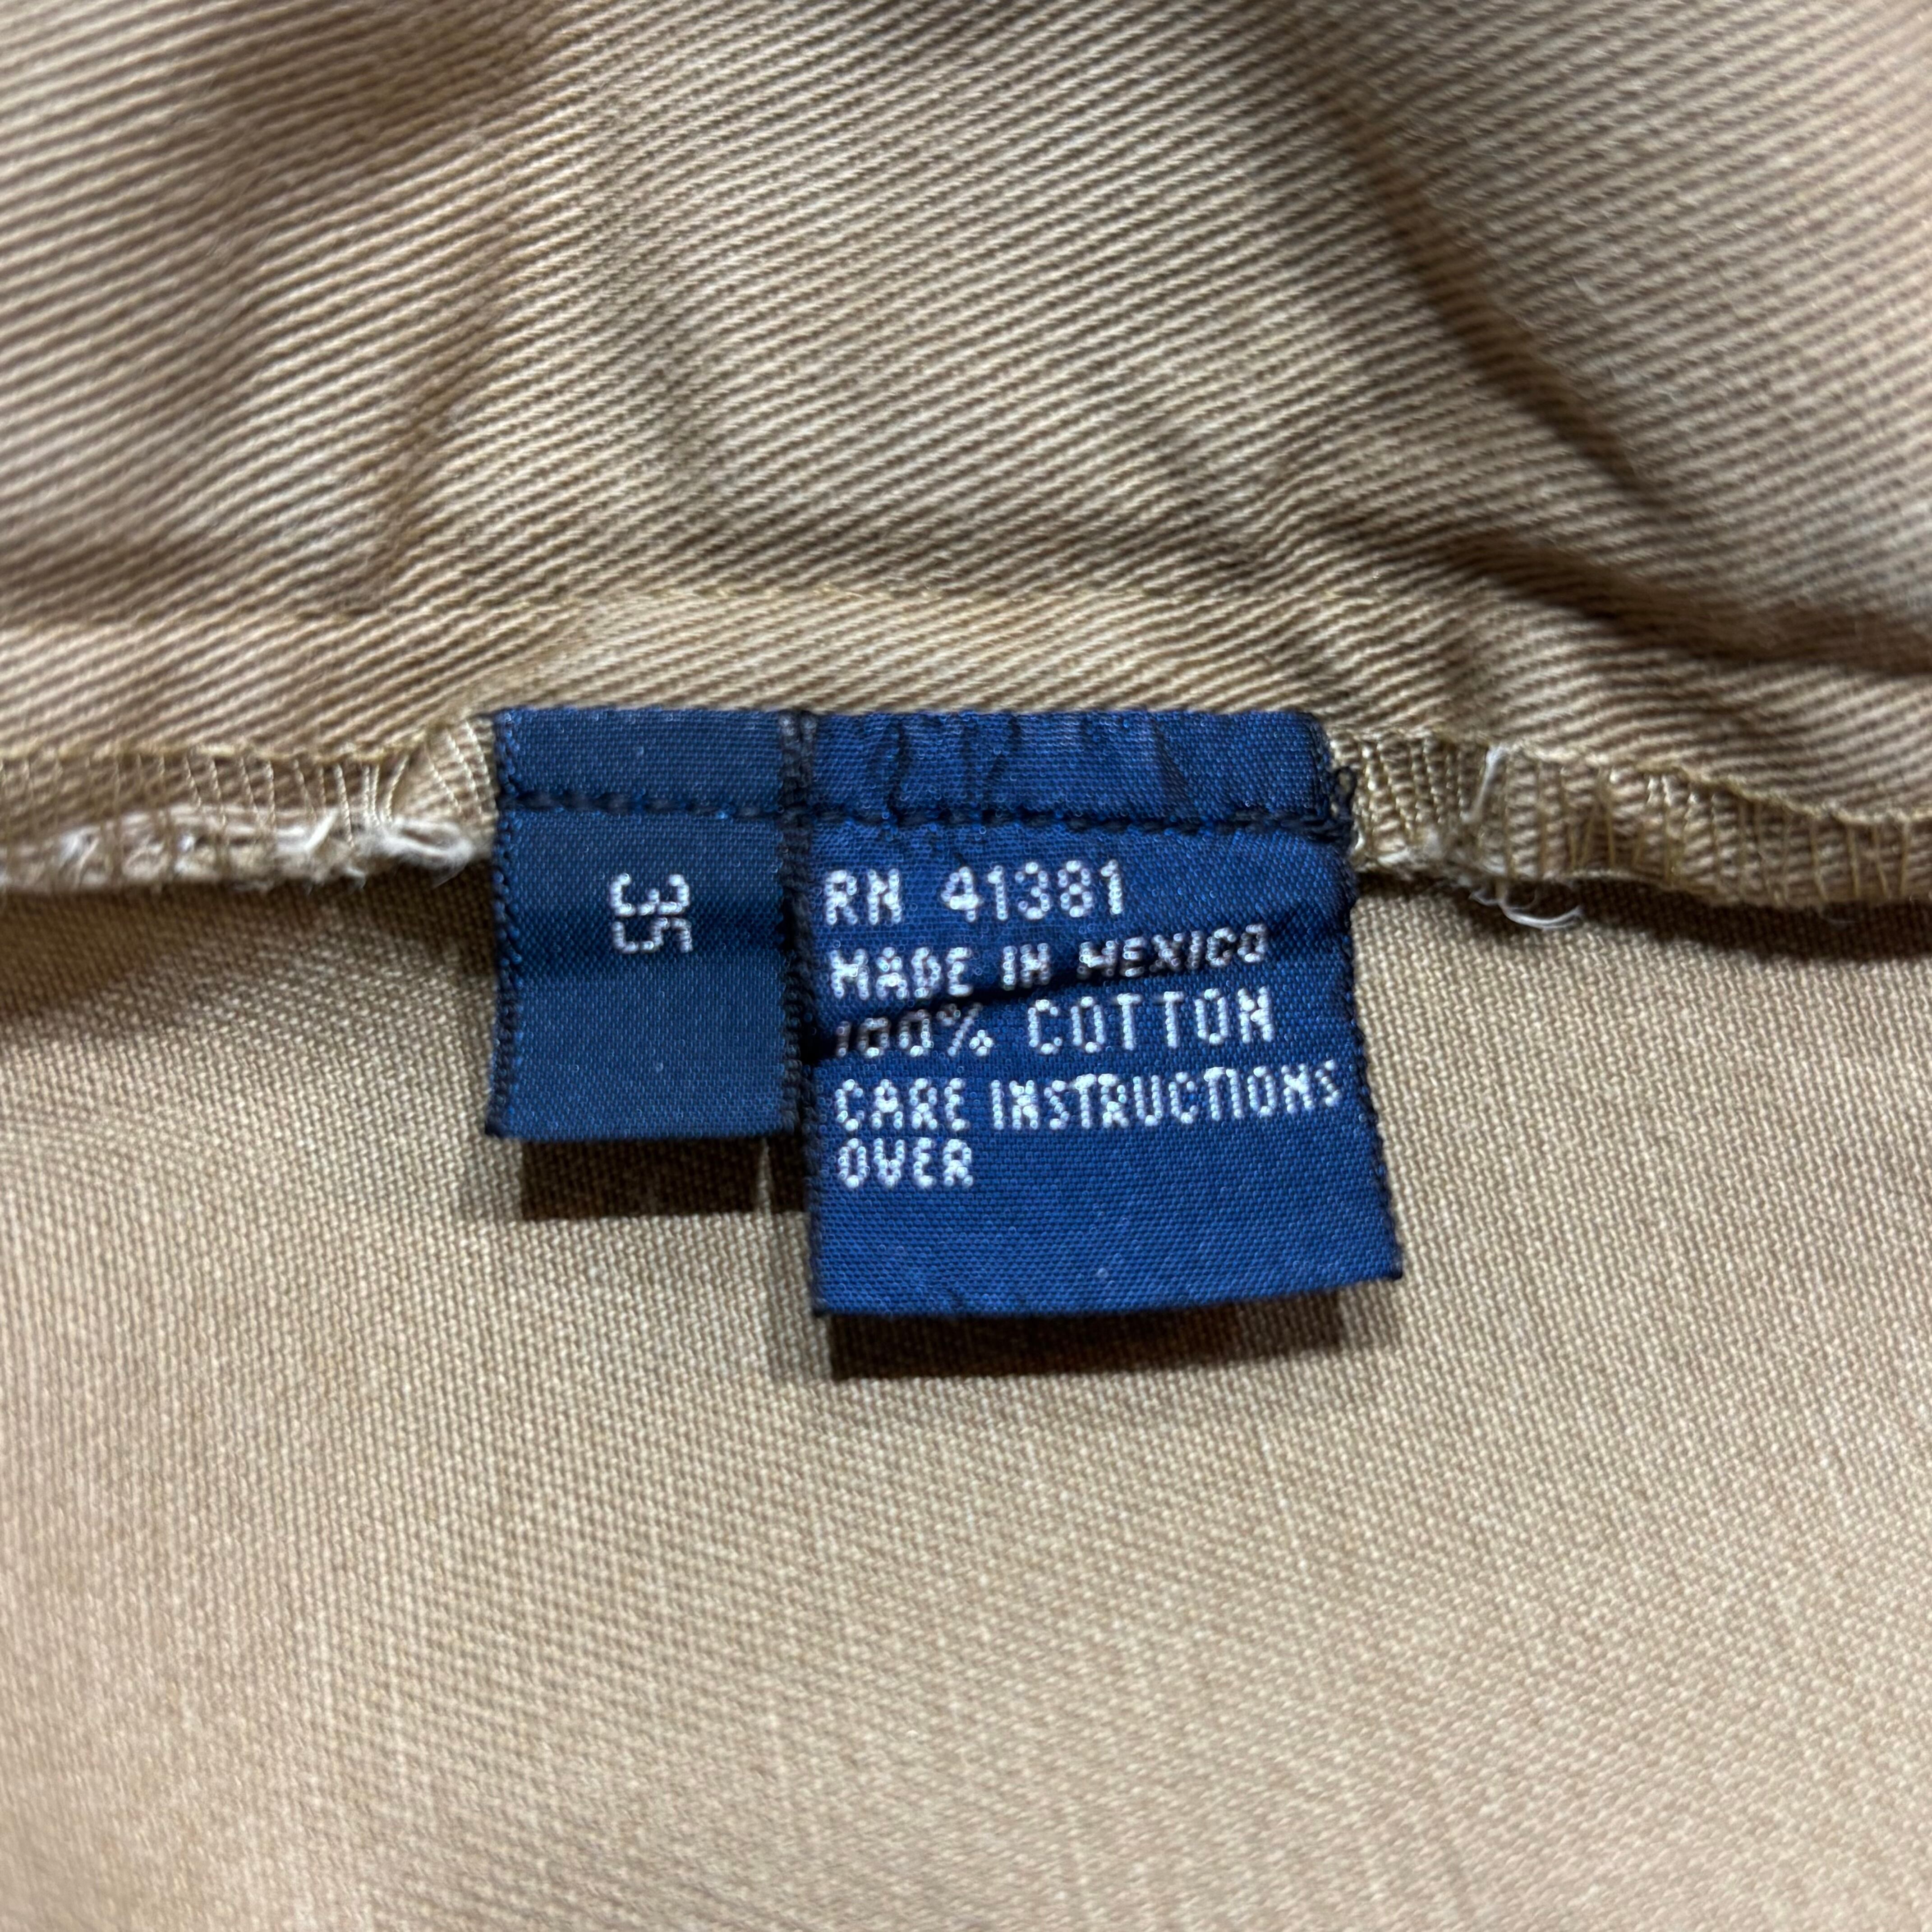 35
RN 41381
MADE IN MEXICO
100% COTTON
CARE INSTRUCTIONS
OVER